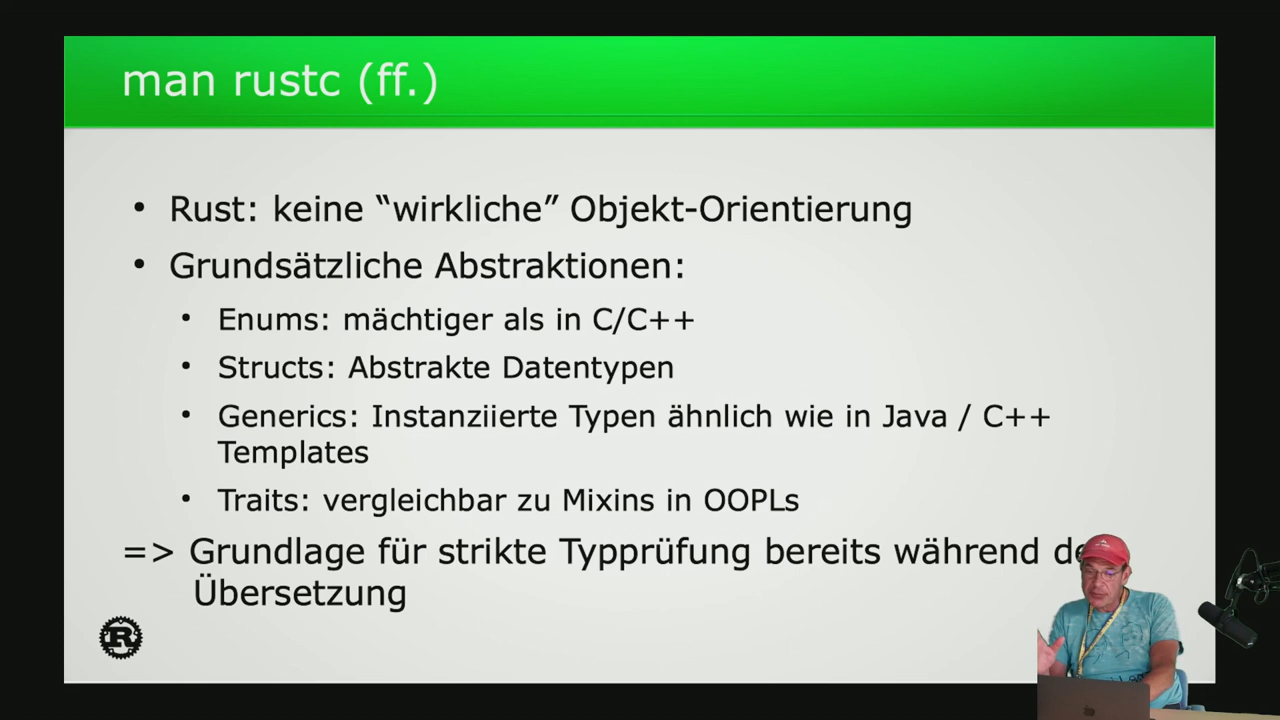 man rustc (ff.)
• Rust: keine “wirkliche” Objekt-Orientierung
• Grundsätzliche Abstraktionen:
• Enums: mächtiger als in C/C++
• Structs: Abstrakte Datentypen
• Generics: Instanziierte Typen ähnlich wie in Java / C++
Templates
• Traits: vergleichbar zu Mixins in OOPLs
=> Grundlage für strikte Typprüfung bereits während
Übersetzung
R